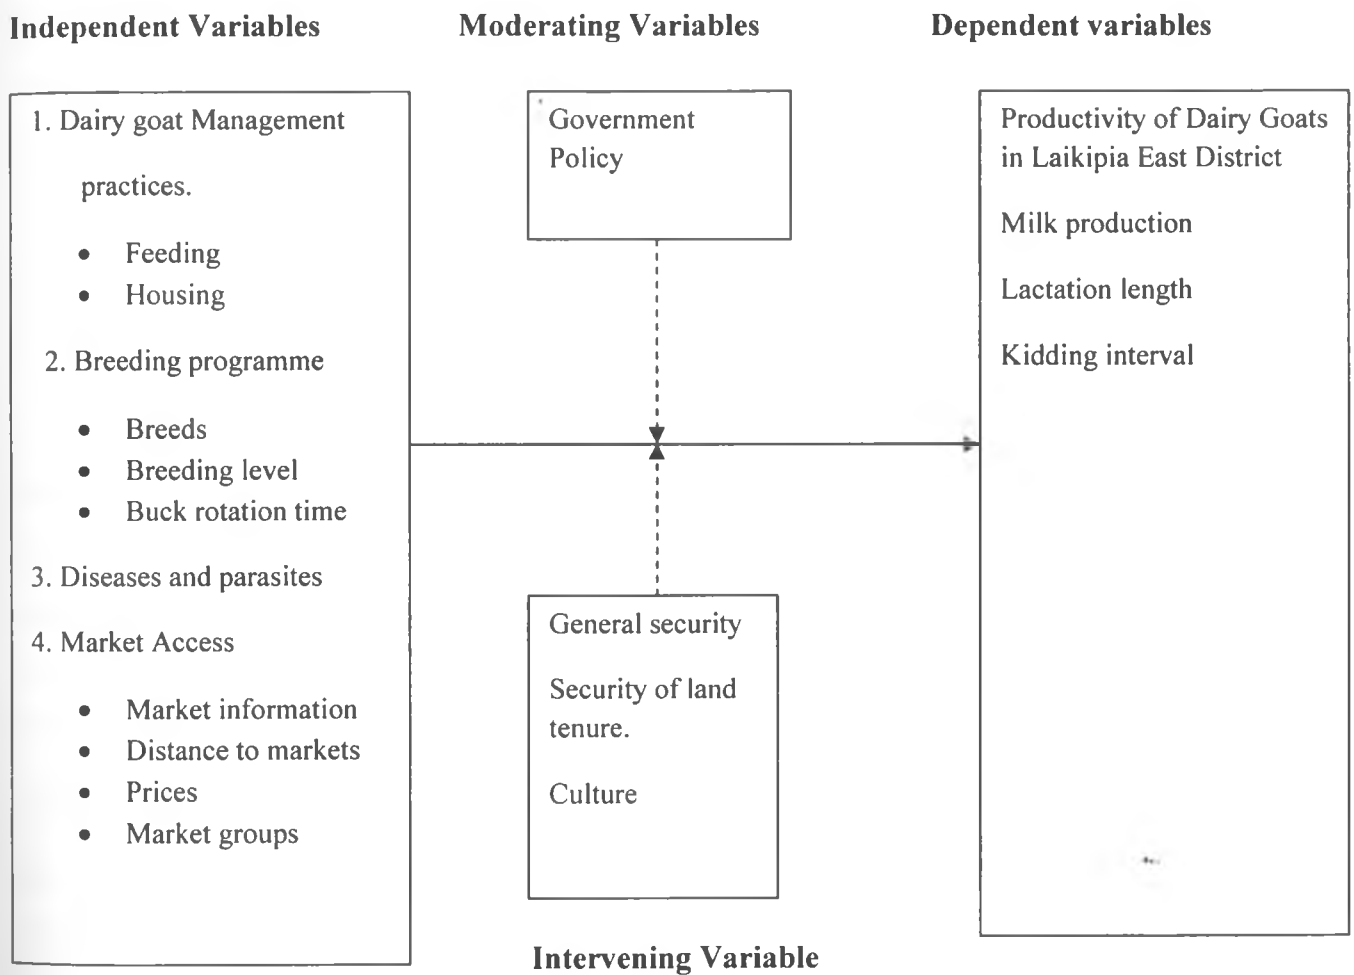 Independent Variables
Moderating Variables
Dependent variables
1. Dairy goat Management
practices.
• Feeding
• Housing
2. Breeding programme
• Breeds
• Breeding level
• Buck rotation time
3. Diseases and parasites
4. Market Access
• Market information
• Distance to markets
• Prices
• Market groups
Government
Policy
General security
Security of land
tenure.
Culture
Intervening Variable
Productivity of Dairy Goats
in Laikipia East District
Milk production
Lactation length
Kidding interval